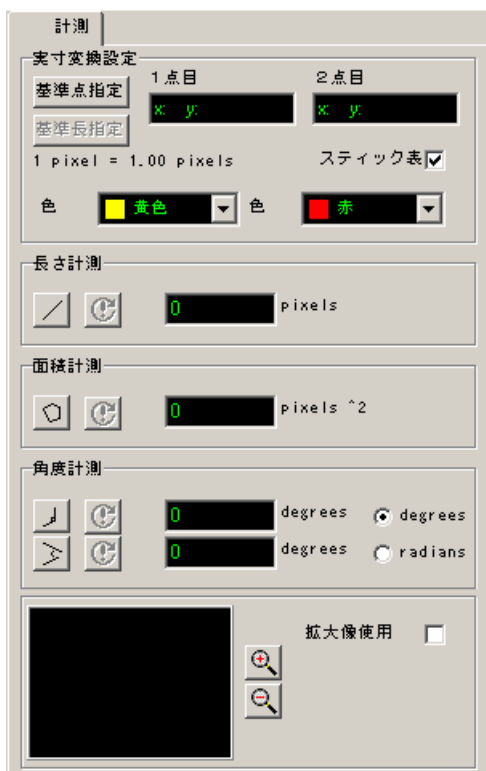 計測
実寸変換設定
基準点指定
1点目
2点目
x: y:
x: y:
基準長指定
1 pixel = 1.00 pixels
スティック表
色
黄色
色
赤
長さ計測
0
pixels
面積計測
0
pixels ^2
角度計測
0
degrees
degrees
0
degrees
radians
拡大像使用